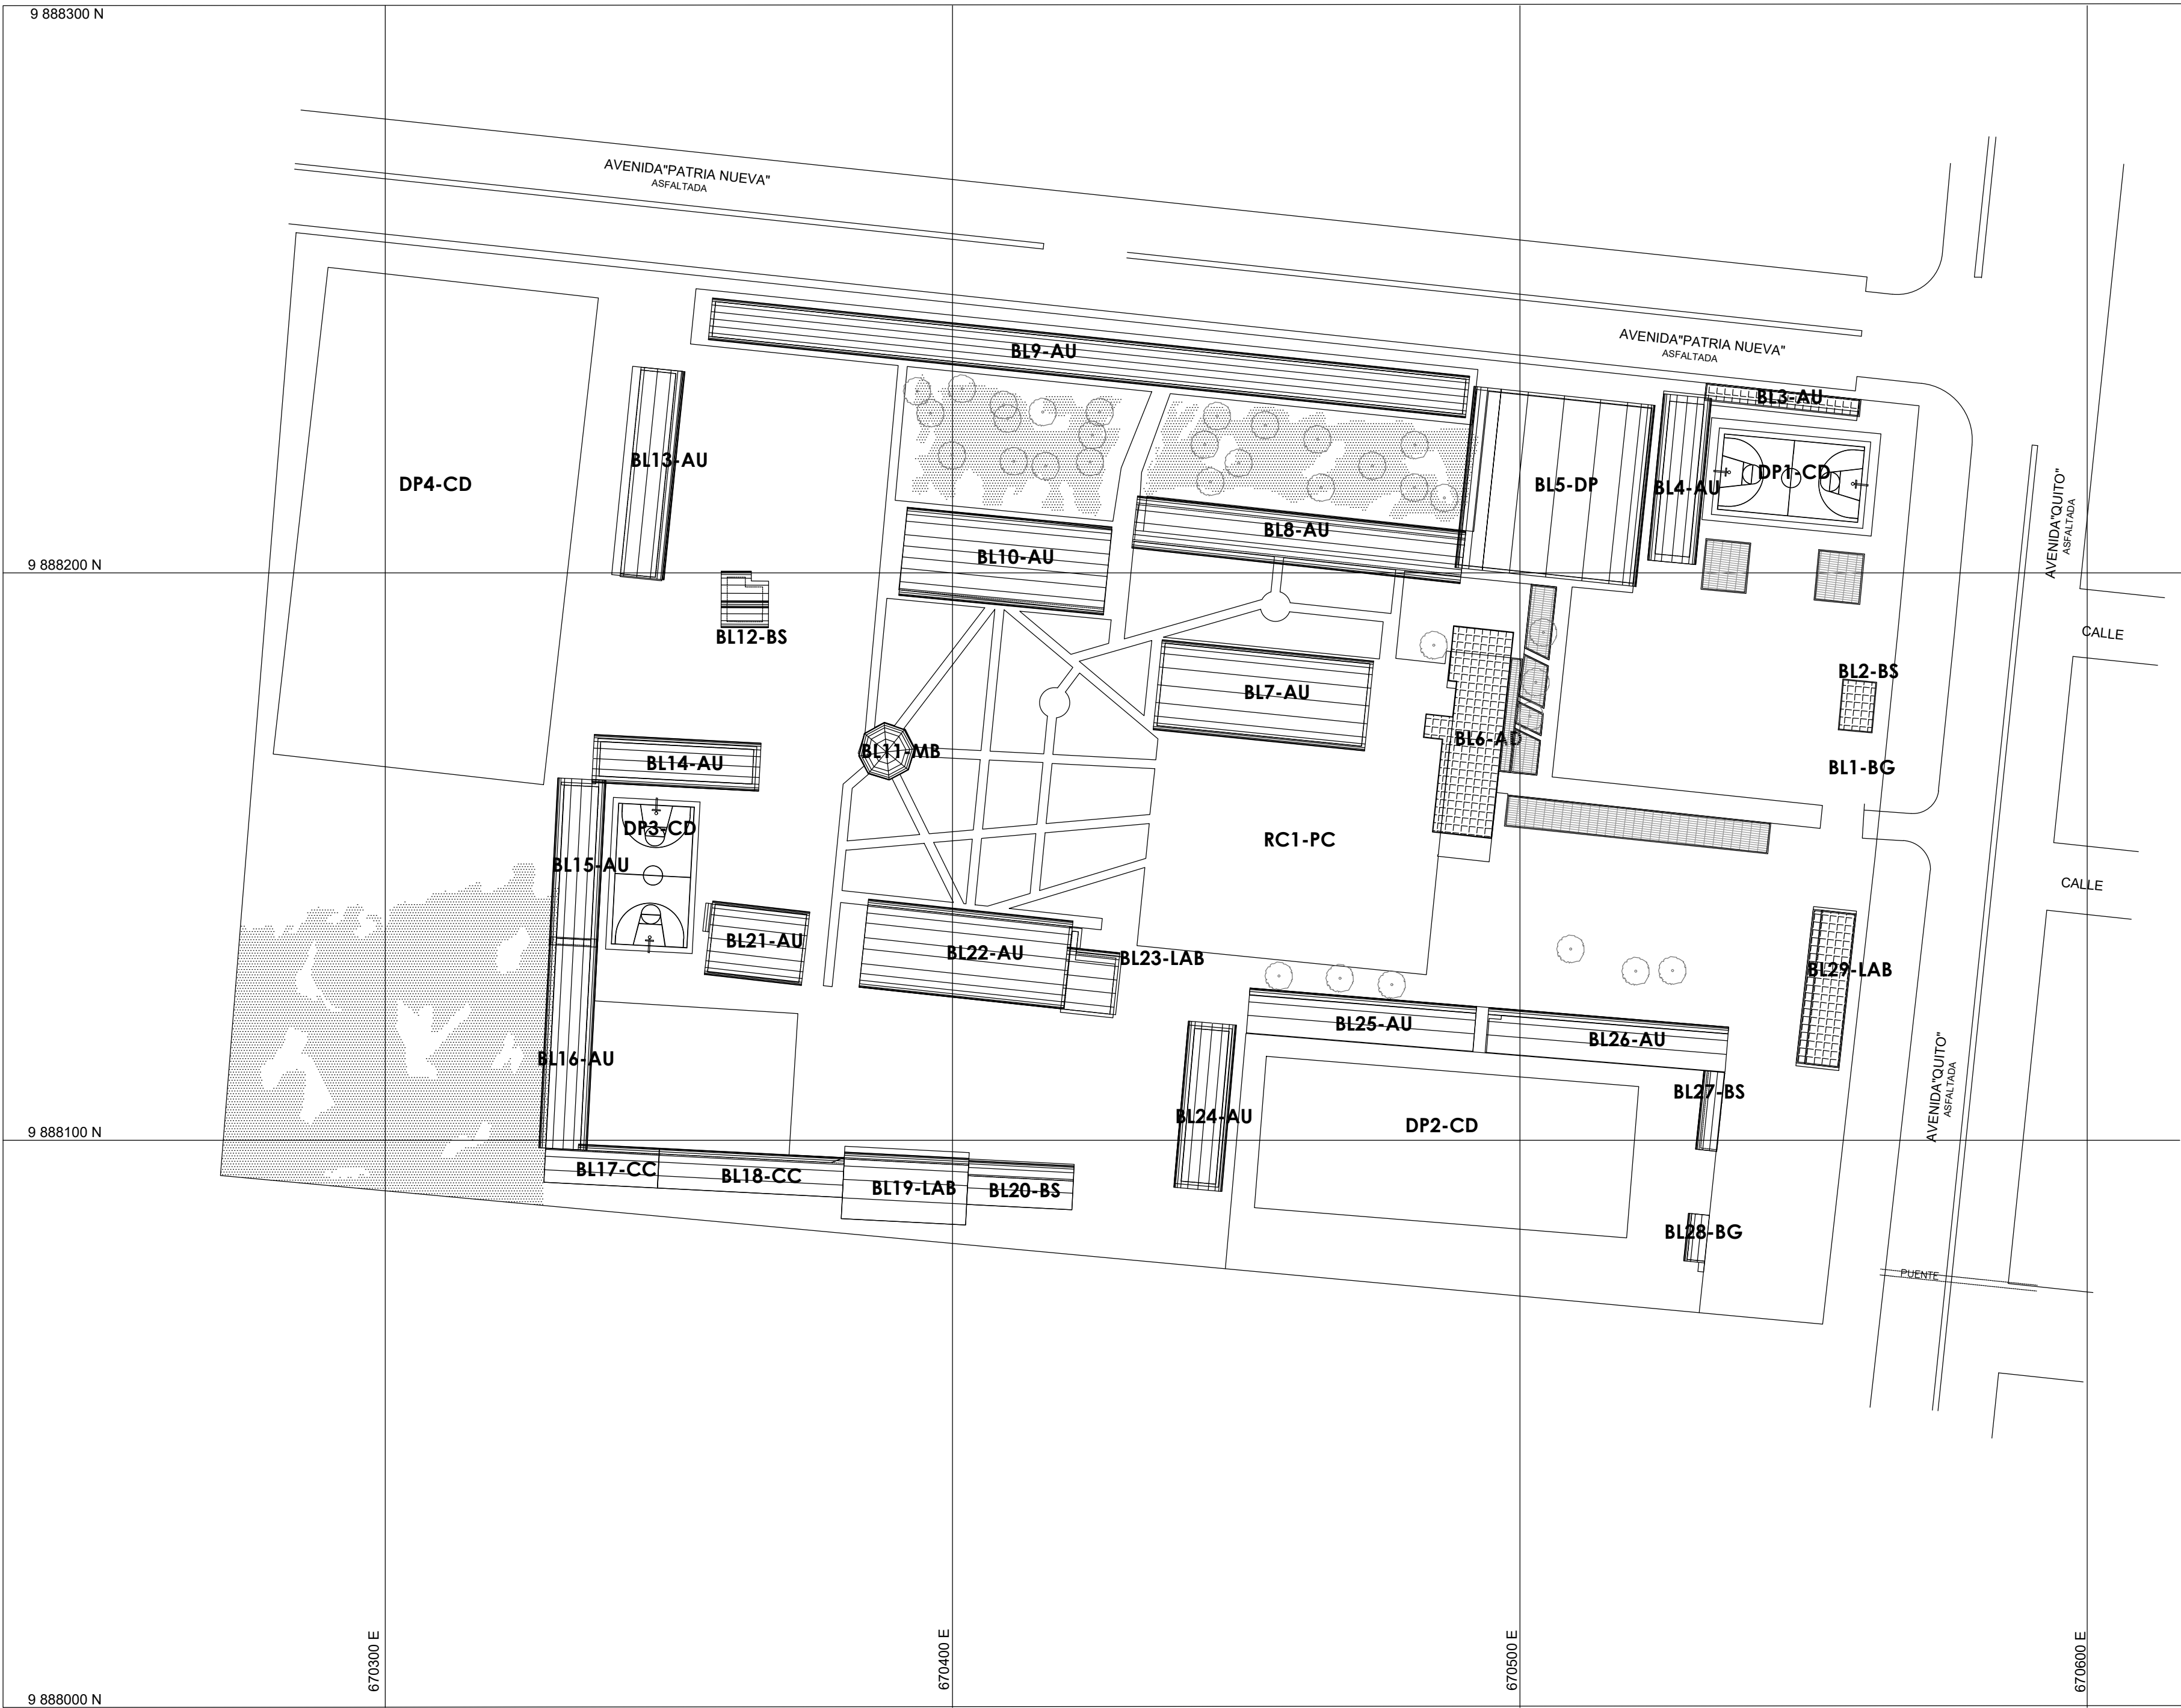 9 888300 N
AVENIDA"PATRIA NUEVA"
ASFALTADA
AVENIDA"PATRIA NUEVA"
ASFALTADA
BL9-AU
BL3-AU
BL13-AU
DP4-CD
DP1-CD
BL5-DP
BL4-AU
AVENIDA"QUITO"
ASFALTADA
BL8-AU
BL10-AU
9 888200 N
BL12-BS
CALLE
BL2-BS
BL7-AU
BL6-AD
BL11-MB
BL14-AU
BL1-BG
DP3-CD
RC1-PC
BL15-AU
CALLE
BL21-AU
BL22-AU
BL23-LAB
BL29-LAB
BL25-AU
BL26-AU
BL16-AU
BL27-BS
AVENIDA"QUITO"
ASFALTADA
BL24-AU
DP2-CD
9 888100 N
BL17-CC
BL18-CC
BL19-LAB
BL20-BS
BL28-BG
PUENTE
670300 E
670400 E
670500 E
670600 E
9 888000 N